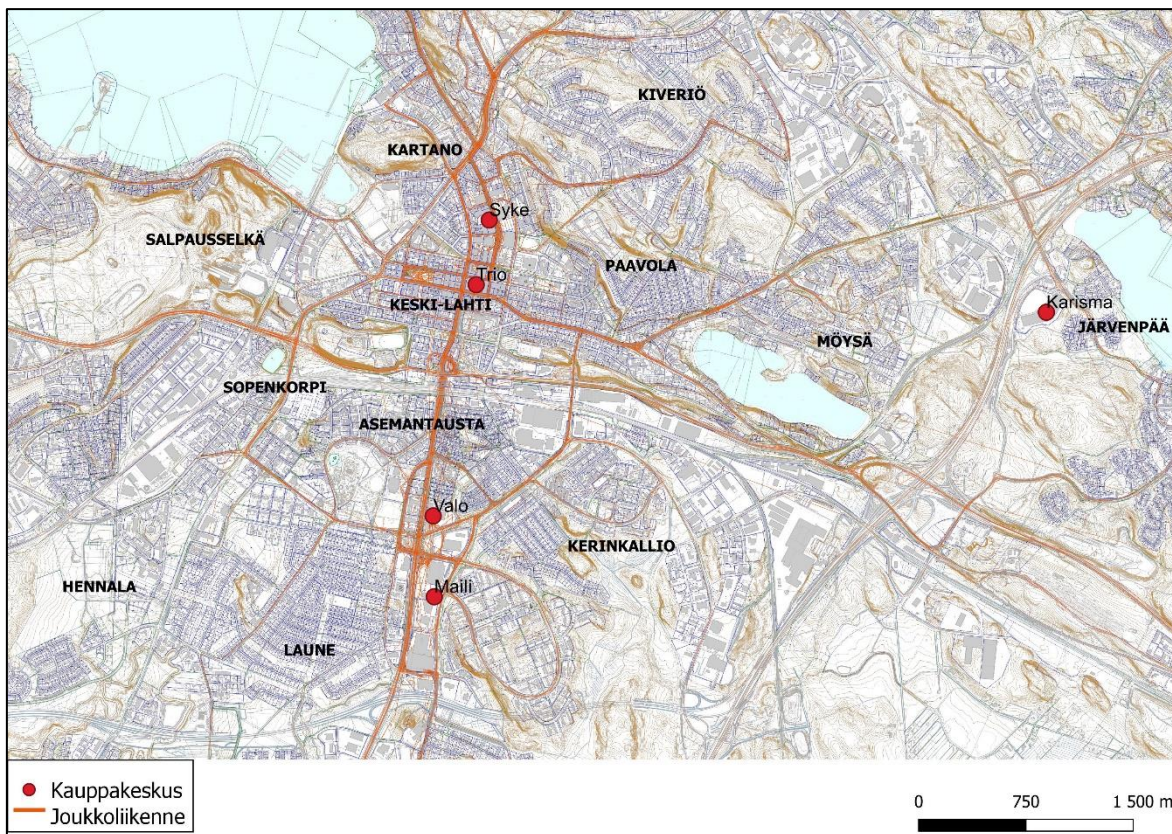 KIVERIÖ
KARTANO
Syke
SALPAUSSELKÄ
PAAVOLA
Trio
KESKI-LAHTI
Karisma
JÄRVENPÄÄ
MÖYSÄ
SOPENKORPI
ASEMANTAUSTA
Valo
KERINKALLIO
HENNALA
Maili
LAUNE
Kauppakeskus
Joukkoliikenne
0 750 1 500 m